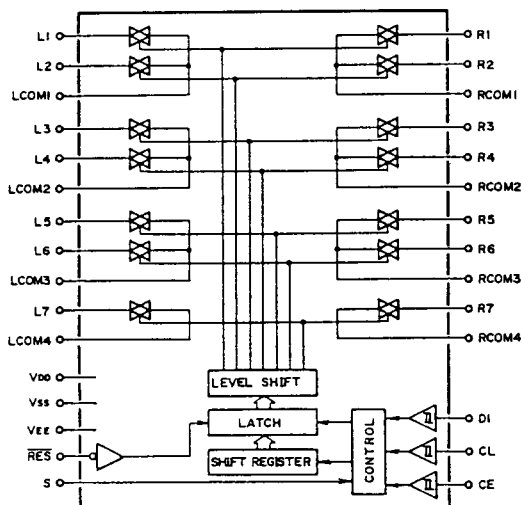 L1
L2
LCOM1
L3
L4
LCOM2
L5
L6
LCOM3
L7
LCOM4
VDD
VSS
VEE
RES
S
R1
R2
RCOM1
R3
R4
RCOM2
R5
R6
RCOM3
R7
RCOM4
DI
CL
CE
LEVEL SHIFT
LATCH
SHIFT REGISTER
CONTROL